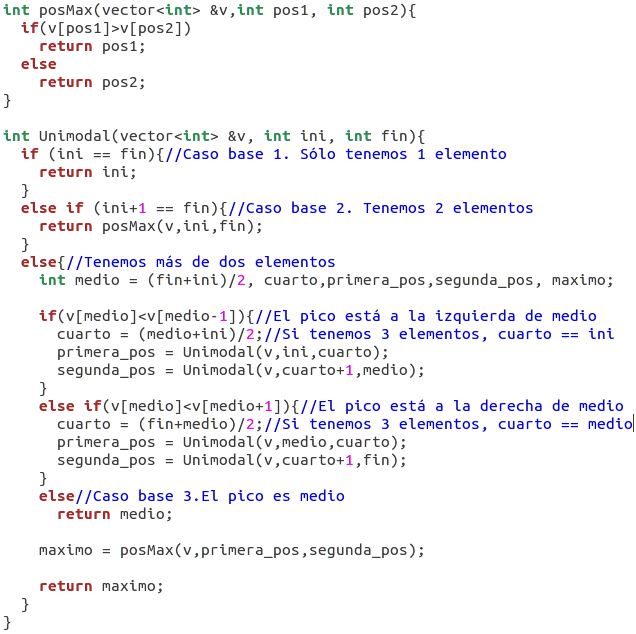 int posMax(vector<int> &v,int pos1, int pos2){
  if(v[pos1]>v[pos2])
    return pos1;
  else
    return pos2;
}

int Unimodal(vector<int> &v, int ini, int fin){
  if (ini == fin){//Caso base 1. Sólo tenemos 1 elemento
    return ini;
  }
  else if (ini+1 == fin){//Caso base 2. Tenemos 2 elementos
    return posMax(v,ini,fin);
  }
  else{//Tenemos más de dos elementos
    int medio = (fin+ini)/2, cuarto,primera_pos,segunda_pos, maximo;

    if(v[medio]<v[medio-1]){//El pico está a la izquierda de medio
      cuarto = (medio+ini)/2;//Si tenemos 3 elementos, cuarto == ini
      primera_pos = Unimodal(v,ini,cuarto);
      segunda_pos = Unimodal(v,cuarto+1,medio);
    }
    else if(v[medio]<v[medio+1]){//El pico está a la derecha de medio
      cuarto = (fin+medio)/2;//Si tenemos 3 elementos, cuarto == medio
      primera_pos = Unimodal(v,medio,cuarto);
      segunda_pos = Unimodal(v,cuarto+1,fin);
    }
    else//Caso base 3.El pico es medio
      return medio;

    maximo = posMax(v,primera_pos,segunda_pos);

    return maximo;
  }
}